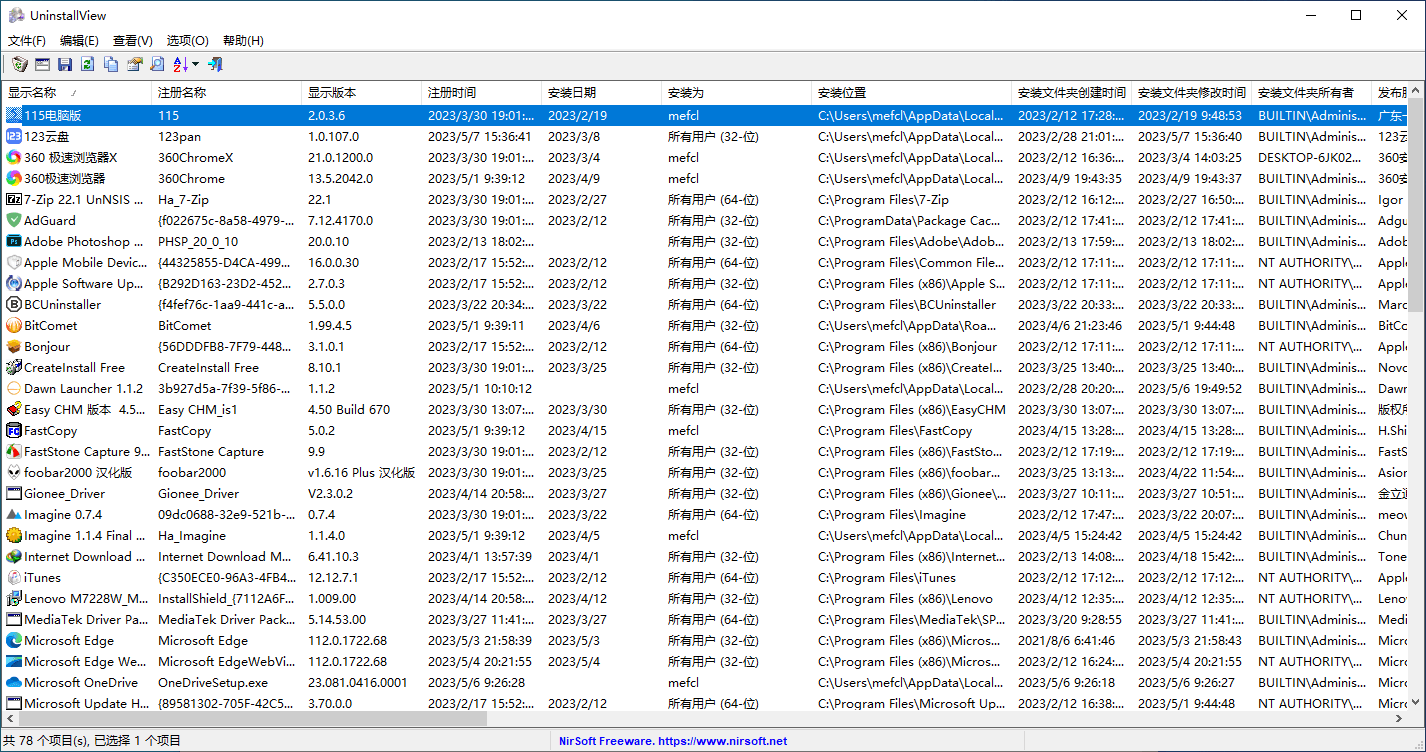 UninstallView
文件(F) 编辑(E) 查看(V) 选项(O) 帮助(H)
显示名称 注册名称 显示版本 注册时间 安装日期 安装为 安装位置 安装文件夹创建时间 安装文件夹修改时间 安装文件夹所有者 发布
115电脑版 115 2.0.3.6 2023/3/30 19:01:... 2023/2/19 mefcl C:\Users\mefcl\AppData\Local... 2023/2/12 17:28:... 2023/2/19 9:48:53 BUILTIN\Adminis... 广东
123云盘 123pan 1.0.107.0 2023/5/7 15:36:41 2023/3/8 所有用户 (32-位) C:\Users\mefcl\AppData\Local... 2023/2/28 21:01:... 2023/5/7 15:36:40 BUILTIN\Adminis... 123云
360 极速浏览器X 360ChromeX 21.0.1200.0 2023/3/30 19:01:... 2023/3/4 mefcl C:\Users\mefcl\AppData\Local... 2023/2/12 16:36:... 2023/3/4 14:03:25 DESKTOP-6JK02... 360安
360极速浏览器 360Chrome 13.5.2042.0 2023/5/1 9:39:12 2023/4/9 mefcl C:\Users\mefcl\AppData\Local... 2023/4/9 19:43:35 2023/4/9 19:43:37 BUILTIN\Adminis... 360安
7-Zip 22.1 UnNSIS ... Ha_7-Zip 22.1 2023/3/30 19:01:... 2023/2/27 所有用户 (64-位) C:\Program Files\7-Zip 2023/2/12 16:12:... 2023/2/27 16:50:... BUILTIN\Adminis... Igor
AdGuard {f022675c-8a58-4979-... 7.12.4170.0 2023/3/30 19:01:... 2023/2/12 所有用户 (32-位) C:\ProgramData\Package Cac... 2023/2/12 17:41:... 2023/2/12 17:41:... BUILTIN\Adminis... Adgu
Adobe Photoshop ... PHSP_20_0_10 20.0.10 2023/2/13 18:02:... 所有用户 (32-位) C:\Program Files\Adobe\Adob... 2023/2/13 17:59:... 2023/2/13 18:02:... BUILTIN\Adminis... Adob
Apple Mobile Devic... {44325855-D4CA-499... 16.0.0.30 2023/2/17 15:52:... 2023/2/12 所有用户 (64-位) C:\Program Files\Common File... 2023/2/12 17:11:... 2023/2/12 17:11:... NT AUTHORITY\... Apple
Apple Software Up... {B292D163-23D2-452... 2.7.0.3 2023/2/17 15:52:... 2023/2/12 所有用户 (32-位) C:\Program Files (x86)\Apple S... 2023/2/12 17:11:... 2023/2/12 17:11:... NT AUTHORITY\... Apple
BCUninstaller {f4fef76c-1aa9-441c-a... 5.5.0.0 2023/3/22 20:34:... 2023/3/22 所有用户 (64-位) C:\Program Files\BCUninstaller 2023/3/22 20:33:... 2023/3/22 20:33:... BUILTIN\Adminis... Marc
BitComet BitComet 1.99.4.5 2023/5/1 9:39:11 2023/4/6 所有用户 (32-位) C:\Users\mefcl\AppData\Roa... 2023/4/6 21:23:46 2023/5/1 9:44:48 BUILTIN\Adminis... BitCo
Bonjour {56DDDFB8-7F79-448... 3.1.0.1 2023/2/17 15:52:... 2023/2/12 所有用户 (64-位) C:\Program Files (x86)\Bonjour 2023/2/12 17:11:... 2023/2/12 17:11:... NT AUTHORITY\... Apple
CreateInstall Free CreateInstall Free 8.10.1 2023/3/30 19:01:... 2023/3/25 所有用户 (32-位) C:\Program Files (x86)\CreateI... 2023/3/25 13:40:... 2023/3/25 13:40:... BUILTIN\Adminis... Novo
Dawn Launcher 1.1.2 3b927d5a-7f39-5f86-... 1.1.2 2023/5/1 10:10:12 mefcl C:\Users\mefcl\AppData\Local... 2023/2/28 20:20:... 2023/5/6 19:49:52 BUILTIN\Adminis... Dawn
Easy CHM 版本 4.5... Easy CHM_is1 4.50 Build 670 2023/3/30 13:07:... 2023/3/30 所有用户 (32-位) C:\Program Files (x86)\EasyCHM 2023/3/30 13:07:... 2023/3/30 13:07:... BUILTIN\Adminis... 版权所
FastCopy FastCopy 5.0.2 2023/5/1 9:39:12 2023/4/15 mefcl C:\Program Files\FastCopy 2023/4/15 13:28:... 2023/4/15 13:28:... BUILTIN\Adminis... H.Shi
FastStone Capture 9... FastStone Capture 9.9 2023/3/30 19:01:... 2023/2/12 所有用户 (32-位) C:\Program Files (x86)\FastSto... 2023/2/12 17:19:... 2023/2/12 17:19:... BUILTIN\Adminis... FastS
foobar2000 汉化版 foobar2000 v1.6.16 Plus 汉化版 2023/3/30 19:01:... 2023/3/25 所有用户 (32-位) C:\Program Files (x86)\foobar... 2023/3/25 13:13:... 2023/4/22 11:54:... BUILTIN\Adminis... Asion
Gionee_Driver Gionee_Driver V2.3.0.2 2023/4/14 20:58:... 2023/3/27 所有用户 (32-位) C:\Program Files (x86)\Gionee\... 2023/3/27 10:11:... 2023/3/27 10:51:... BUILTIN\Adminis... 金立通
Imagine 0.7.4 09dc0688-32e9-521b-... 0.7.4 2023/3/30 19:01:... 2023/3/22 所有用户 (64-位) C:\Program Files\Imagine 2023/2/12 17:47:... 2023/3/22 20:07:... BUILTIN\Adminis... meov
Imagine 1.1.4 Final ... Ha_Imagine 1.1.4.0 2023/5/1 9:39:12 2023/4/5 mefcl C:\Program Files\Imagine 2023/4/5 15:24:42 2023/4/5 15:24:42 BUILTIN\Adminis... Chun
Internet Download ... Internet Download M... 6.41.10.3 2023/4/1 13:57:39 2023/4/1 所有用户 (32-位) C:\Program Files (x86)\Internet... 2023/2/13 14:08:... 2023/4/18 15:42:... BUILTIN\Adminis... Tone
iTunes {C350ECE0-96A3-4FB4... 12.12.7.1 2023/2/17 15:52:... 2023/2/12 所有用户 (64-位) C:\Program Files\iTunes 2023/2/12 17:12:... 2023/2/12 17:12:... NT AUTHORITY\... Apple
Lenovo M7228W_M... InstallShield_{7112A6F... 1.009.00 2023/4/14 20:58:... 2023/4/12 所有用户 (32-位) C:\Program Files (x86)\Lenovo 2023/4/12 12:35:... 2023/4/12 12:35:... NT AUTHORITY\... Lenov
MediaTek Driver Pa... MediaTek Driver Pack... 5.14.53.00 2023/3/27 11:41:... 2023/3/27 所有用户 (64-位) C:\Program Files\MediaTek\SP... 2023/3/20 9:28:55 2023/3/27 11:41:... BUILTIN\Adminis... Medi
Microsoft Edge Microsoft Edge 112.0.1722.68 2023/5/3 21:58:39 2023/5/3 所有用户 (32-位) C:\Program Files (x86)\Micros... 2021/8/6 6:41:46 2023/5/3 21:58:43 BUILTIN\Adminis... Micro
Microsoft Edge We... Microsoft EdgeWebVi... 112.0.1722.68 2023/5/4 20:21:55 2023/5/4 所有用户 (32-位) C:\Program Files (x86)\Micros... 2023/2/12 16:24:... 2023/5/4 20:21:55 NT AUTHORITY\... Micro
Microsoft OneDrive OneDriveSetup.exe 23.081.0416.0001 2023/5/6 9:26:28 mefcl C:\Users\mefcl\AppData\Local... 2023/5/6 9:26:18 2023/5/6 9:26:27 BUILTIN\Adminis... Micro
Microsoft Update H... {89581302-705F-42C5... 3.70.0.0 2023/2/17 15:52:... 2023/2/12 所有用户 (64-位) C:\Program Files\Microsoft Up... 2023/2/12 16:38:... 2023/5/1 9:44:48 NT AUTHORITY\... Micro
共 78 个项目(s), 已选择 1 个项目 NirSoft Freeware. https://www.nirsoft.net